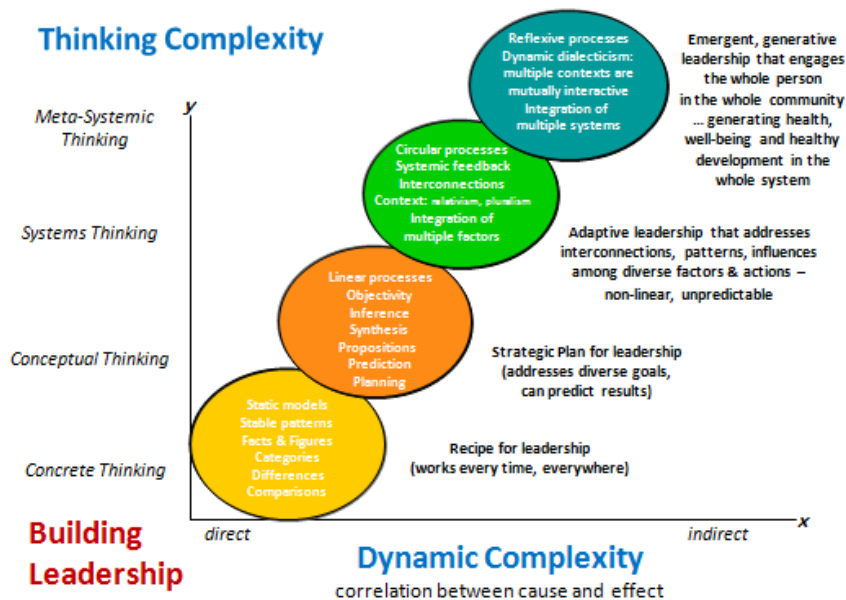 Thinking Complexity
y
Meta-Systemic
Thinking
Systems Thinking
Conceptual Thinking
Concrete Thinking
Reflexive processes
Dynamic dialecticism:
multiple contexts are
mutually interactive
Integration of
multiple systems
Emergent, generative
leadership that engages
the whole person
in the whole community
... generating health,
well-being and healthy
development in the
whole system
Circular processes
Systemic feedback
Interconnections
Context: relativism, pluralism
Integration of
multiple factors
Adaptive leadership that addresses
interconnections, patterns, influences
among diverse factors & actions –
non-linear, unpredictable
Linear processes
Objectivity
Inference
Synthesis
Propositions
Prediction
Planning
Strategic Plan for leadership
(addresses diverse goals,
can predict results)
Static models
Stable patterns
Facts & Figures
Categories
Differences
Comparisons
Recipe for leadership
(works every time, everywhere)
x
direct
indirect
Building
Leadership
Dynamic Complexity
correlation between cause and effect